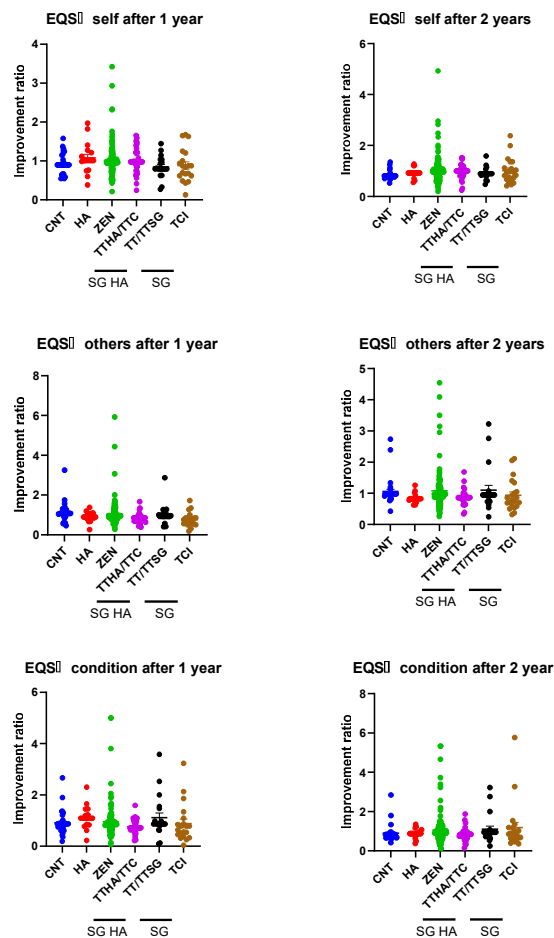 EQS▯ self after 1 year
Improvement ratio
4
3
2
1
0
CNT
HA
ZEN
TTHA/TTC
TT/TTSG
TCI
SG HA
SG
EQS▯ self after 2 years
Improvement ratio
6
4
2
0
CNT
HA
ZEN
TTHA/TTC
TT/TTSG
TCI
SG HA
SG
EQS▯ others after 1 year
Improvement ratio
8
6
4
2
0
CNT
HA
ZEN
TTHA/TTC
TT/TTSG
TCI
SG HA
SG
EQS▯ others after 2 years
Improvement ratio
5
4
3
2
1
0
CNT
HA
ZEN
TTHA/TTC
TT/TTSG
TCI
SG HA
SG
EQS▯ condition after 1 year
Improvement ratio
6
4
2
0
CNT
HA
ZEN
TTHA/TTC
TT/TTSG
TCI
SG HA
SG
EQS▯ condition after 2 year
Improvement ratio
8
6
4
2
0
CNT
HA
ZEN
TTHA/TTC
TT/TTSG
TCI
SG HA
SG